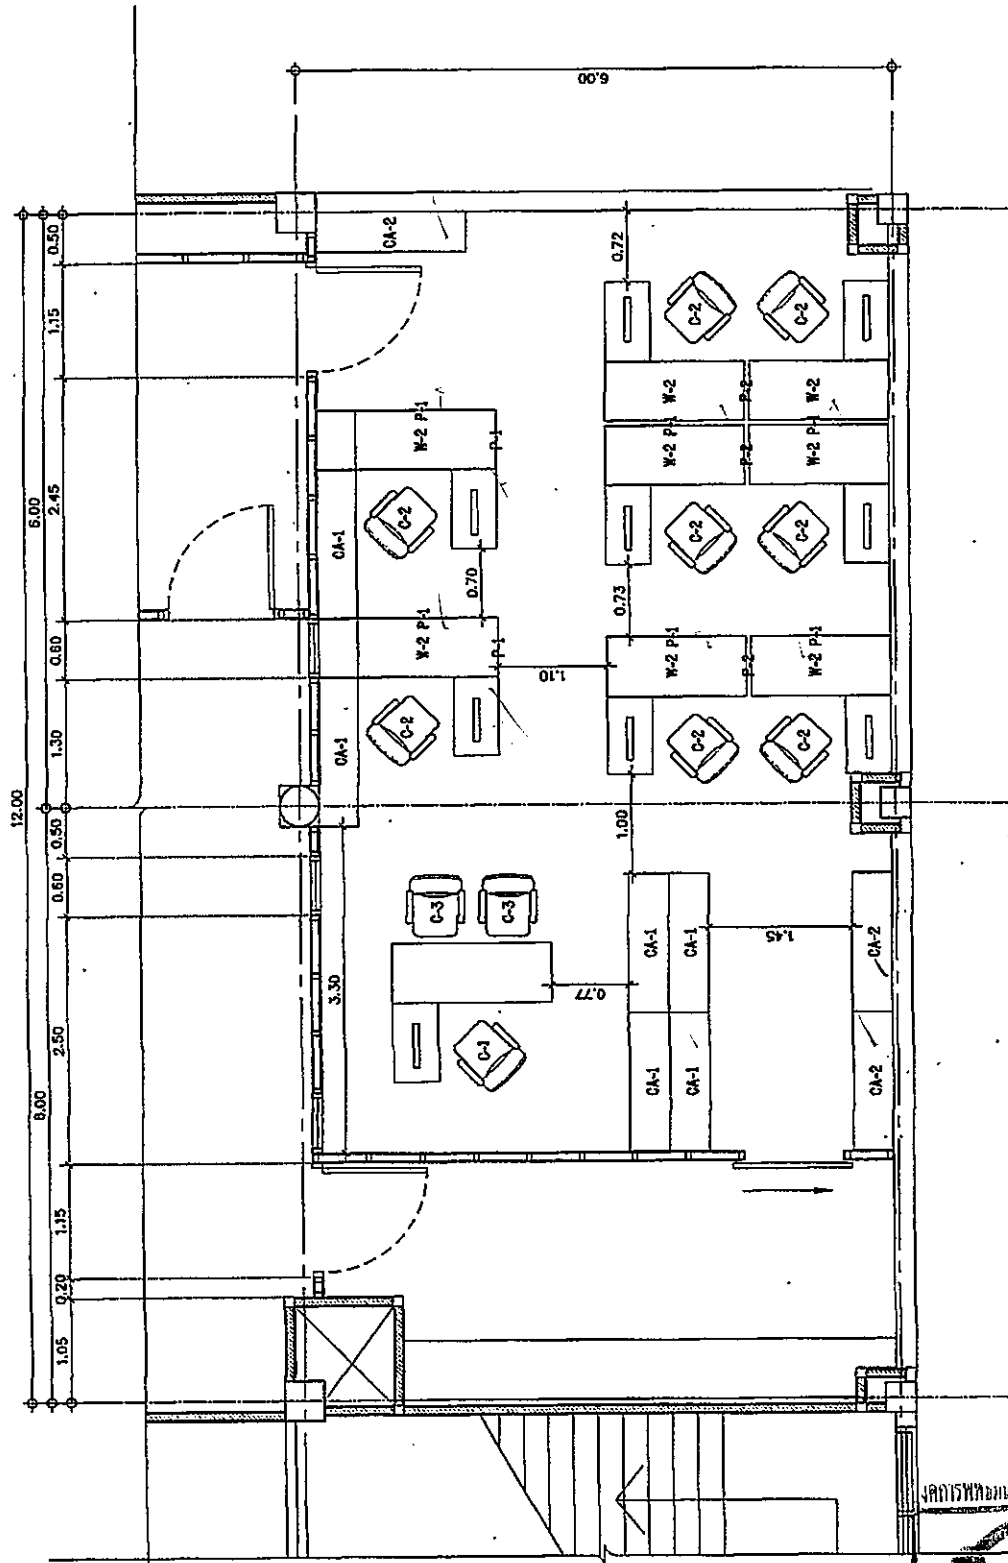 12.00
6.00 6.00
1.05 0.20 1.15 2.50 0.60 0.50 1.30 0.60 2.45 1.15 0.50
3.30 CA-1 CA-1
CA-2
C-2 C-2
W-2 P-1 W-2 P-1
C-3
0.70
C-1
P-1 P-1
C-3
1.10
6.00
0.77
1.00 0.73 0.72
CA-1 CA-1
W-2 P-1 W-2 P-1 W-2
CA-1 CA-1
C-2 C-2 C-2
P-2 P-2 P-2
1.45
C-2 C-2 C-2
W-2 P-1 W-2 P-1 W-2
CA-2 CA-2